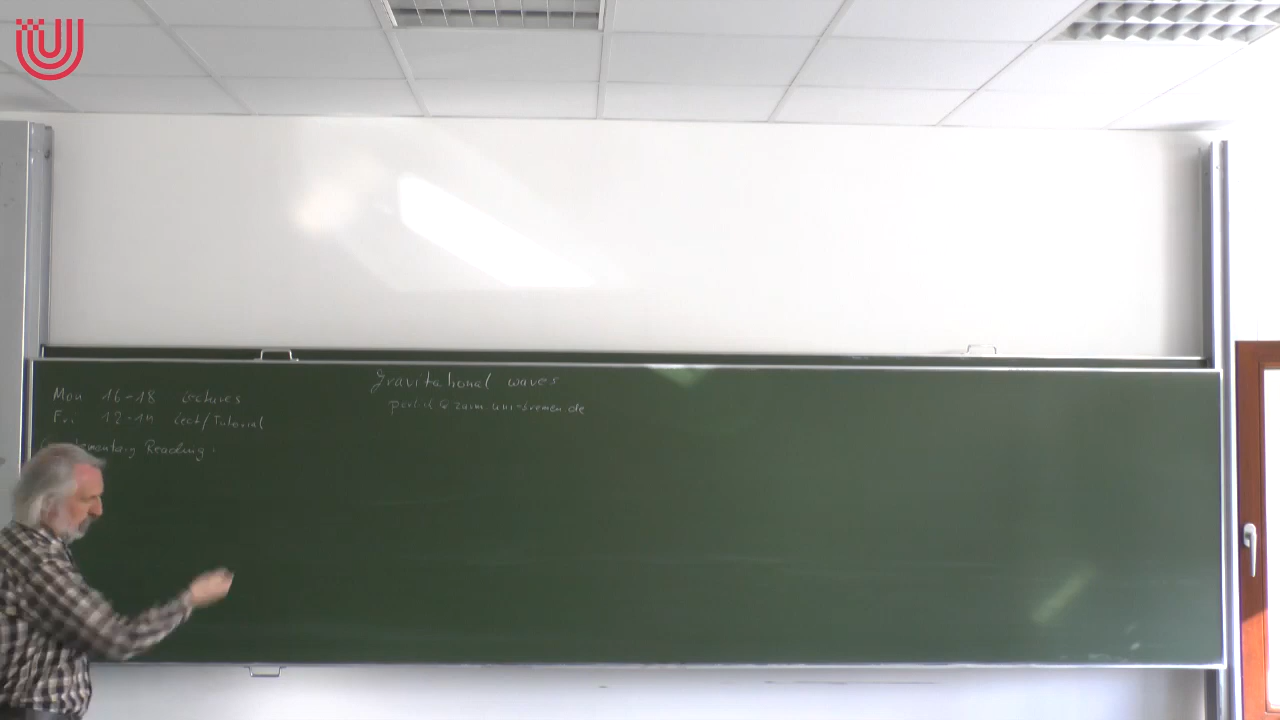 Gravitational waves
Mon 16-18 Lectures
Fri 12-14 Lect/Tutorial
Reading: